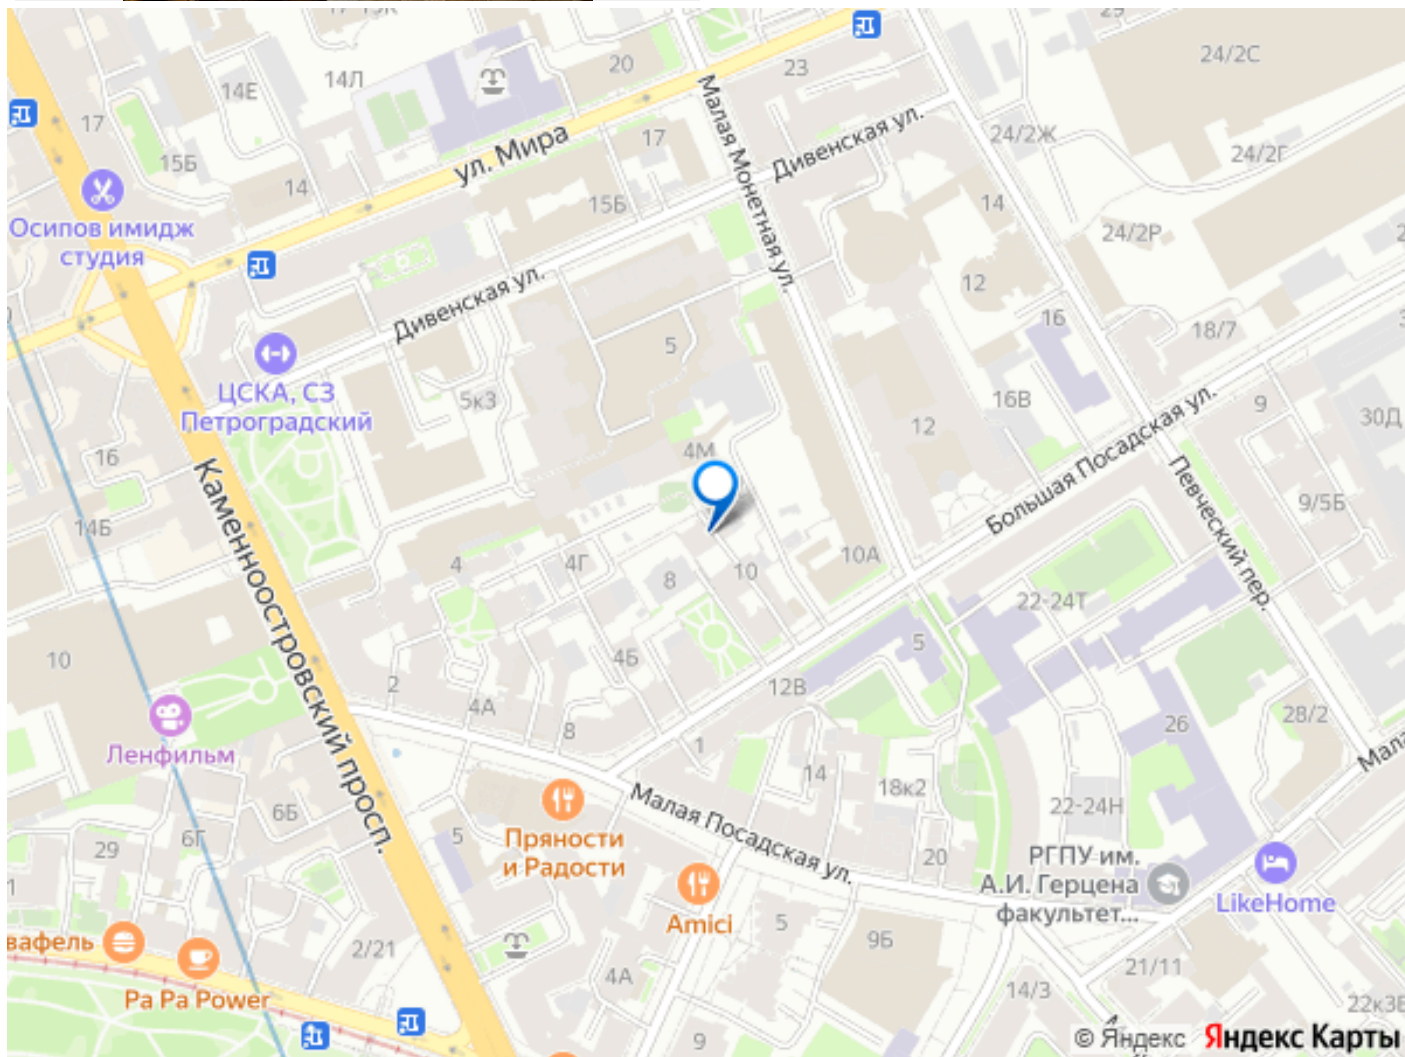 24/2С
20
23
14Л
14Е
17
Малая Монетная ул.
Дивенская ул.
24/2Ж
24/2Г
ул. Мира
17
15Б
14
15Б
14
24/2Р
Осипов имидж
студия
Дивенская ул.
12
16
18/7
5
ЦСКА, СЗ
Петроградский
5к3
16В
9
30Д
12
Большая Посадская ул.
16
Каменноостровский просп.
4М
Певческий пер.
9/5Б
14Б
4
4Г
8
10
10А
22-24Т
5
10
4Б
2
4А
12В
8
1
26
28/2
Ленфильм
14
18к2
22-24Н
6Б
6Г
29
5
Пряности
и Радости
Малая Посадская ул.
20
РГПУ им.
А.И. Герцена
факультет...
LikeHome
Amici
5
9Б
вафель
2/21
Pa Pa Power
4А
21/11
14/3
9
© Яндекс Яндекс Карты